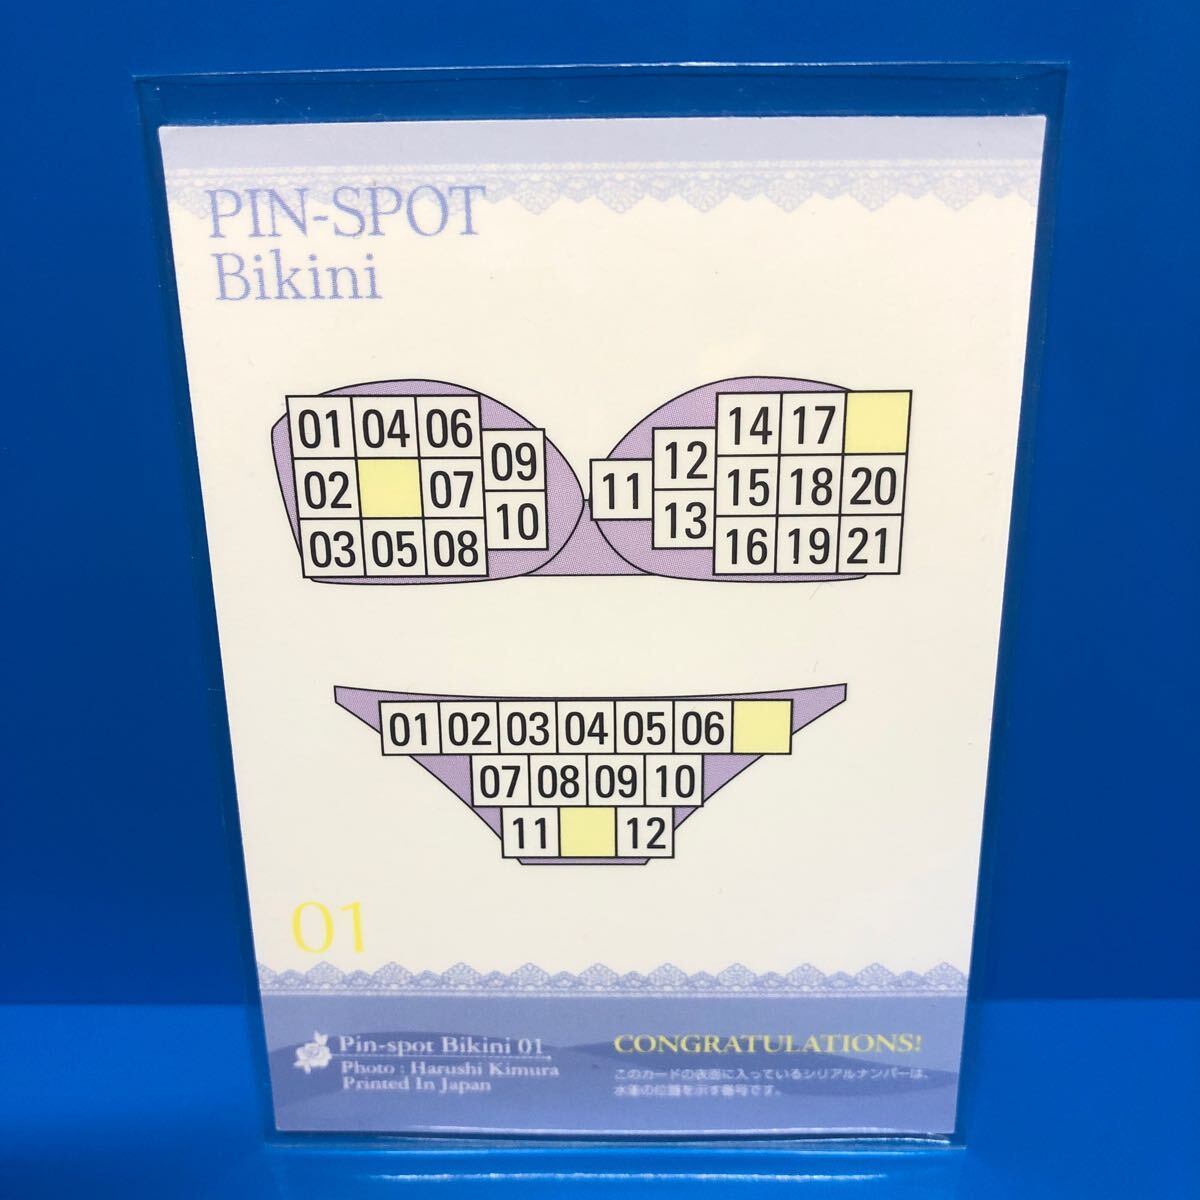 PIN-SPOT
Bikini
01 04 06 14 17
09 12
02 07 11 15 18 20
10 13
03 05 08 16 19 21
01 02 03 04 05 06
07 08 09 10
11 12
01
Pin-spot Bikini 01
Photo : Harushi Kimura
Printed In Japan
CONGRATULATIONS!
このカードの表面に入っているシリアルナンバーは、
水着の位置を示す番号です。